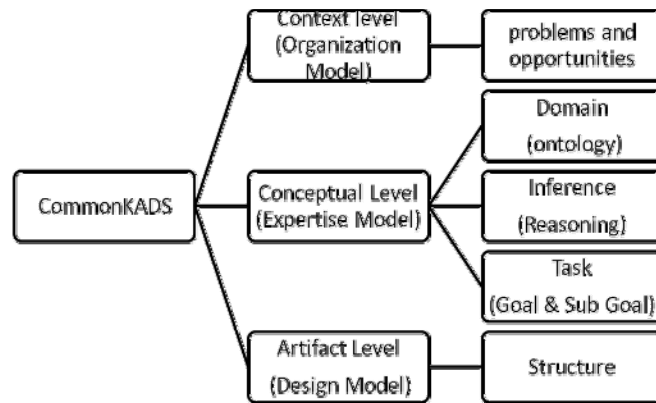 Context level
(Organization
Model)
problems and
opportunities
Domain
(ontology)
CommonKADS
Conceptual Level
(Expertise Model)
Inference
(Reasoning)
Task
(Goal & Sub Goal)
Artifact Level
(Design Model)
Structure